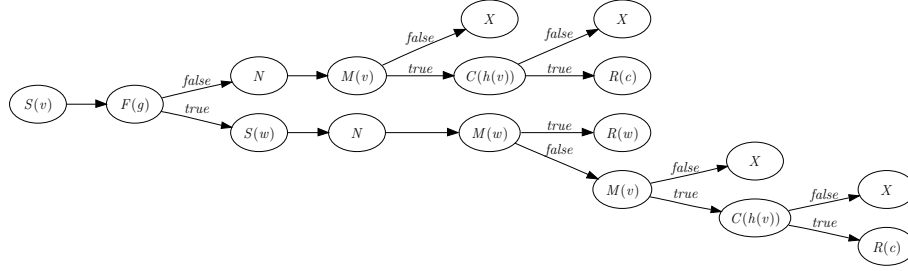 X
X
false
false
N
M(v)
C(h(v))
R(c)
false
true
true
S(v)
F(g)
true
S(w)
N
M(w)
true
R(w)
false
X
false
M(v)
false
X
true
C(h(v))
true
R(c)